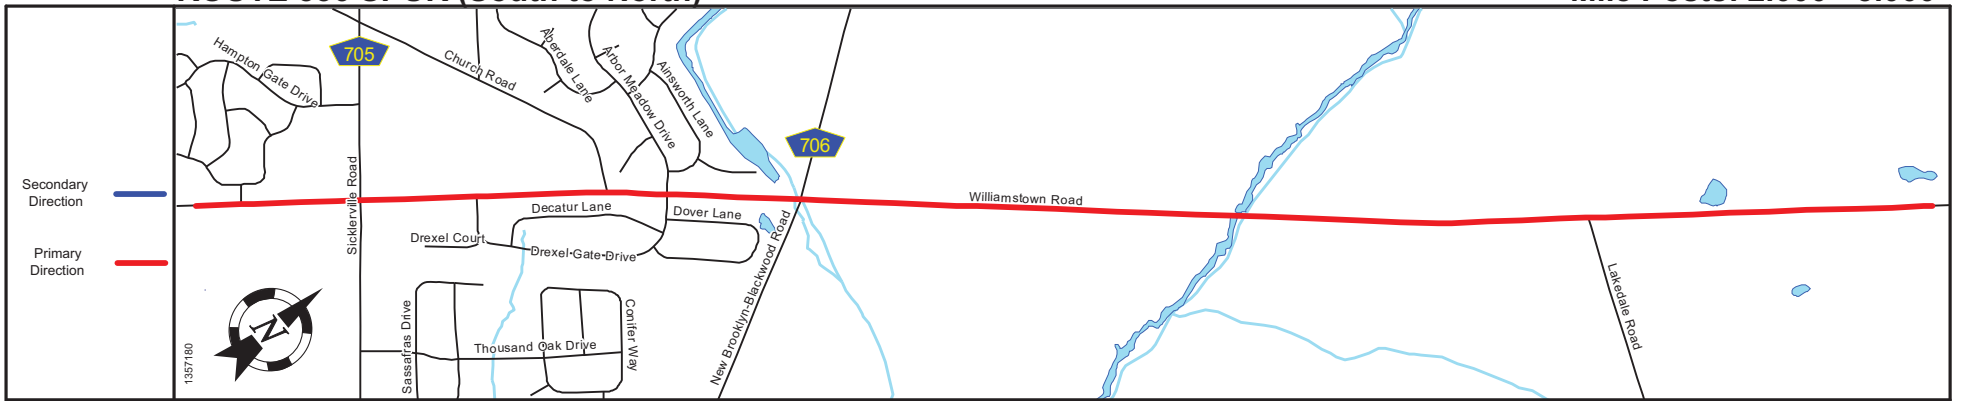 Hampton Gate Drive
705
Church Road
Aberdale Lane
Arbor Meadow Drive
Ainsworth Lane
706
Secondary
Direction
Primary
Direction
Sicklerville Road
Williamstown Road
Decatur Lane
Dover Lane
Drexel Court
Drexel Gate Drive
New Brooklyn-Blackwood Road
Lakedale Road
N
1357180
Sassafras Drive
Thousand Oak Drive
Conifer Way